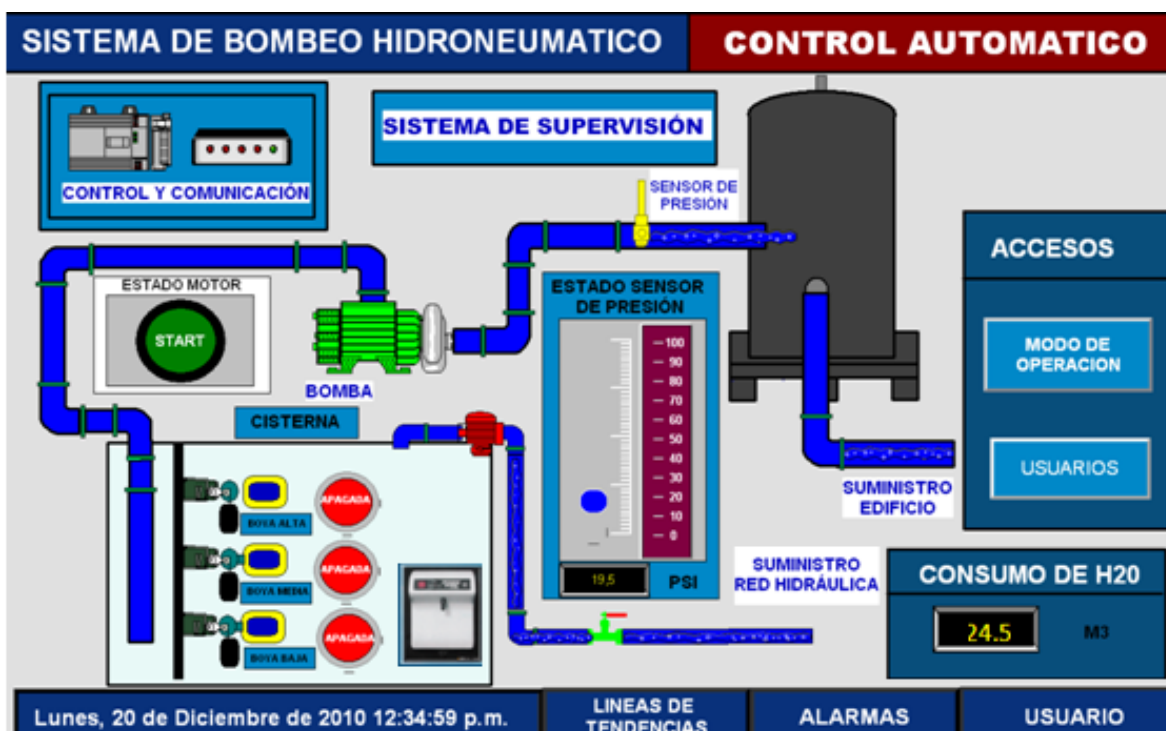 SISTEMA DE BOMBEO HIDRONEUMATICO
CONTROL AUTOMATICO
CONTROL Y COMUNICACIÓN
SISTEMA DE SUPERVISIÓN
SENSOR DE
PRESIÓN
ACCESOS
MODO DE
OPERACION
USUARIOS
ESTADO MOTOR
START
BOMBA
ESTADO SENSOR
DE PRESIÓN
100
90
80
70
60
50
40
30
20
10
0
19,5
PSI
CISTERNA
APAGADA
BOYA ALTA
APAGADA
BOYA MEDIA
APAGADA
BOYA BAJA
SUMINISTRO
EDIFICIO
SUMINISTRO
RED HIDRÁULICA
CONSUMO DE H20
24.5
M3
Lunes, 20 de Diciembre de 2010 12:34:59 p.m.
LINEAS DE
TENDENCIAS
ALARMAS
USUARIO